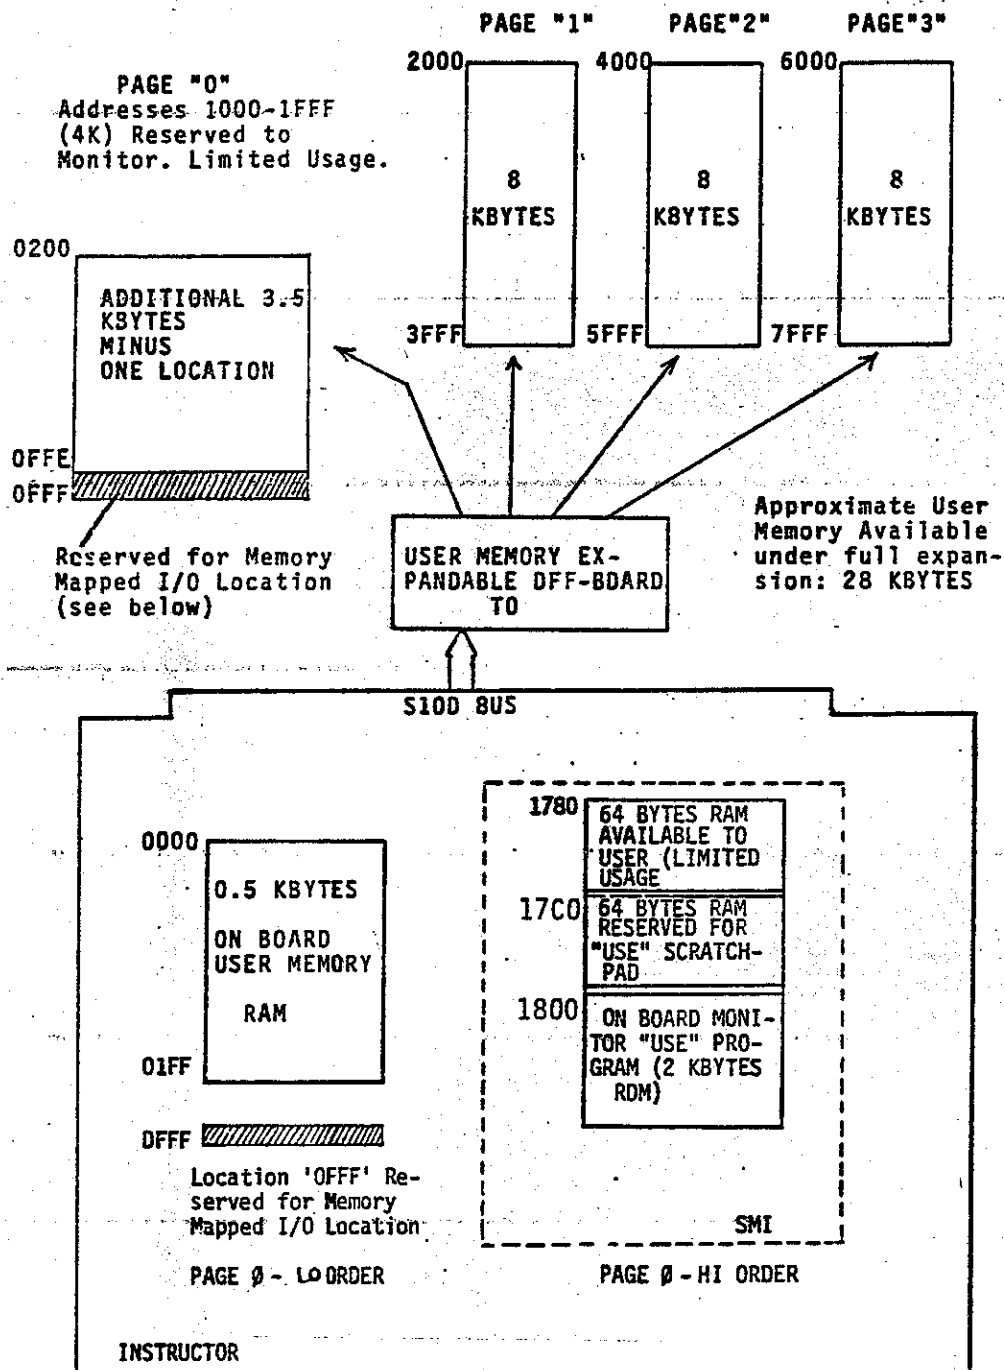 PAGE "1"
PAGE"2"
PAGE"3"
2000
4000
6000
PAGE "0"
Addresses 1000-1FFF
(4K) Reserved to
Monitor. Limited Usage.
8
KBYTES
8
KBYTES
8
KBYTES
3FFF
5FFF
7FFF
0200
ADDITIONAL 3.5
KBYTES
MINUS
ONE LOCATION
0FFE
0FFF
Reserved for Memory
Mapped I/O Location
(see below)
USER MEMORY EX-
PANDABLE OFF-BOARD
TO
Approximate User
Memory Available
under full expan-
sion: 28 KBYTES
S100 BUS
0000
0.5 KBYTES
ON BOARD
USER MEMORY
RAM
01FF
0FFF
Location '0FFF' Re-
served for Memory
Mapped I/O Location
PAGE Ø - LO ORDER
1780
64 BYTES RAM
AVAILABLE TO
USER (LIMITED
USAGE
17C0
64 BYTES RAM
RESERVED FOR
"USE" SCRATCH-
PAD
1800
ON BOARD MONI-
TOR "USE" PRO-
GRAM (2 KBYTES
ROM)
SMI
PAGE Ø - HI ORDER
INSTRUCTOR